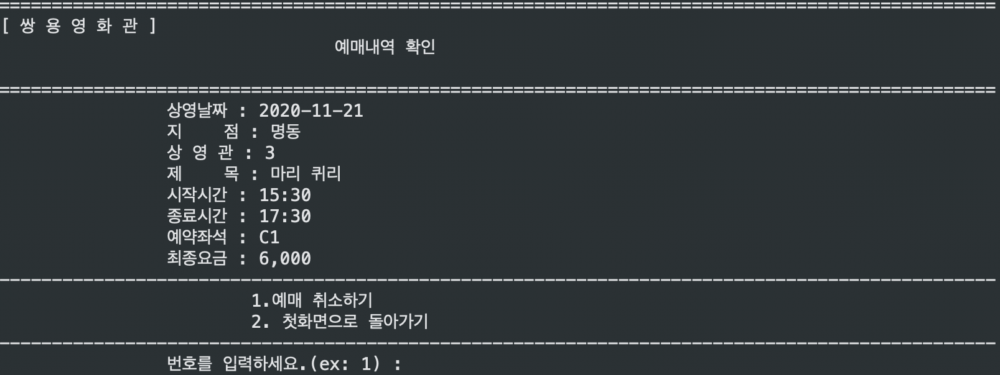 ================================================================================================
[ 쌍 용 영 화 관 ]
예매내역 확인
================================================================================================
상영날짜 : 2020-11-21
지    점 : 명동
상 영 관 : 3
제    목 : 마리 퀴리
시작시간 : 15:30
종료시간 : 17:30
예약좌석 : C1
최종요금 : 6,000
------------------------------------------------------------------------------------------------
1.예매 취소하기
2. 첫화면으로 돌아가기
------------------------------------------------------------------------------------------------
번호를 입력하세요.(ex: 1) :